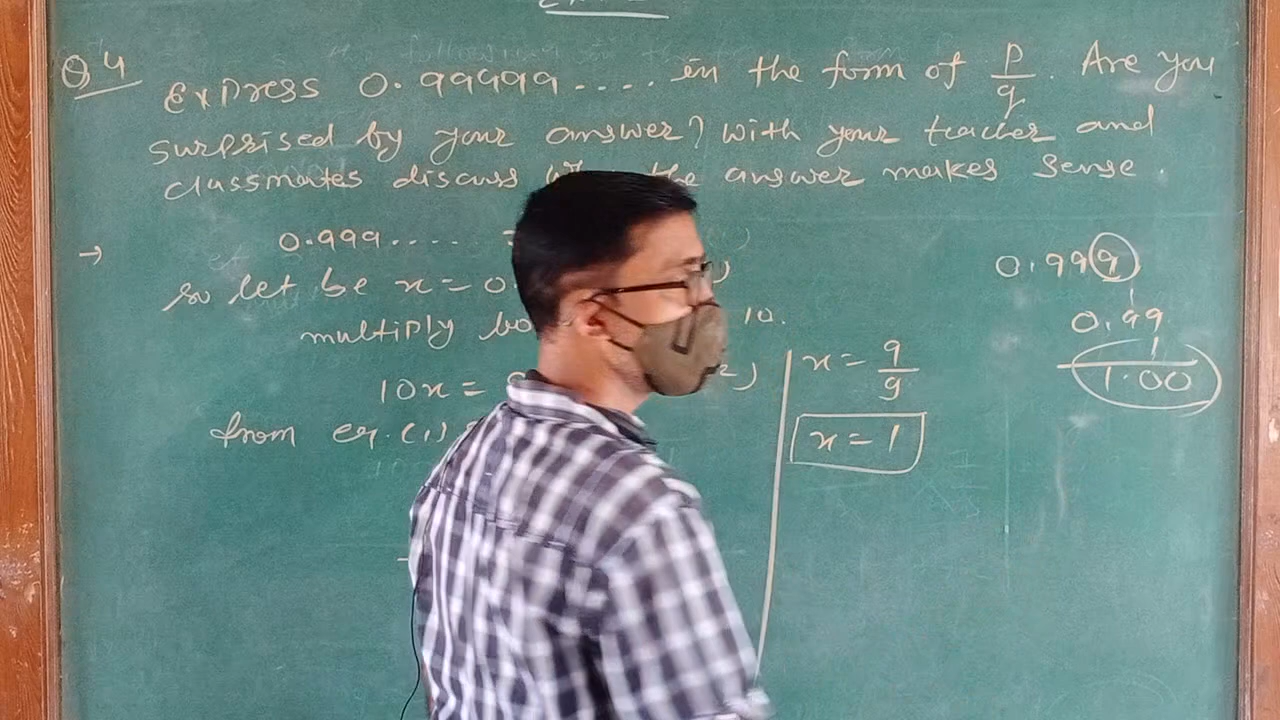 Q.4
Express 0.99999..... in the form of p/q. Are you
surprised by your answer? With your teacher and
classmates discuss the answer makes sense.
→ 0.999.....
so let be x = 0.
multiply 10.
10x =
from eq. (1)
x = 9/9
x = 1
0.999
1
0.99
1
1.00